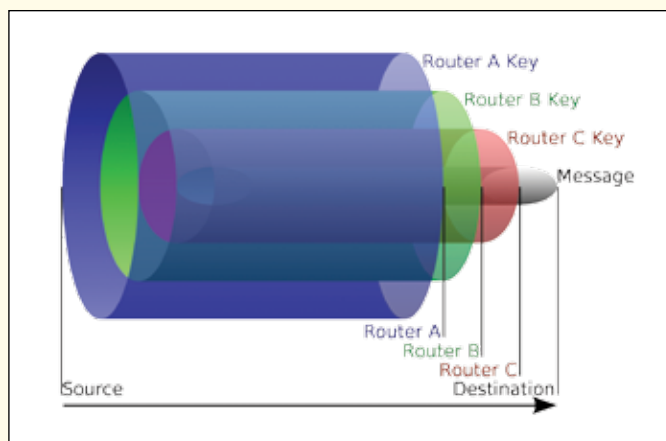 Router A Key
Router B Key
Router C Key
Message
Router A
Router B
Router C
Source
Destination